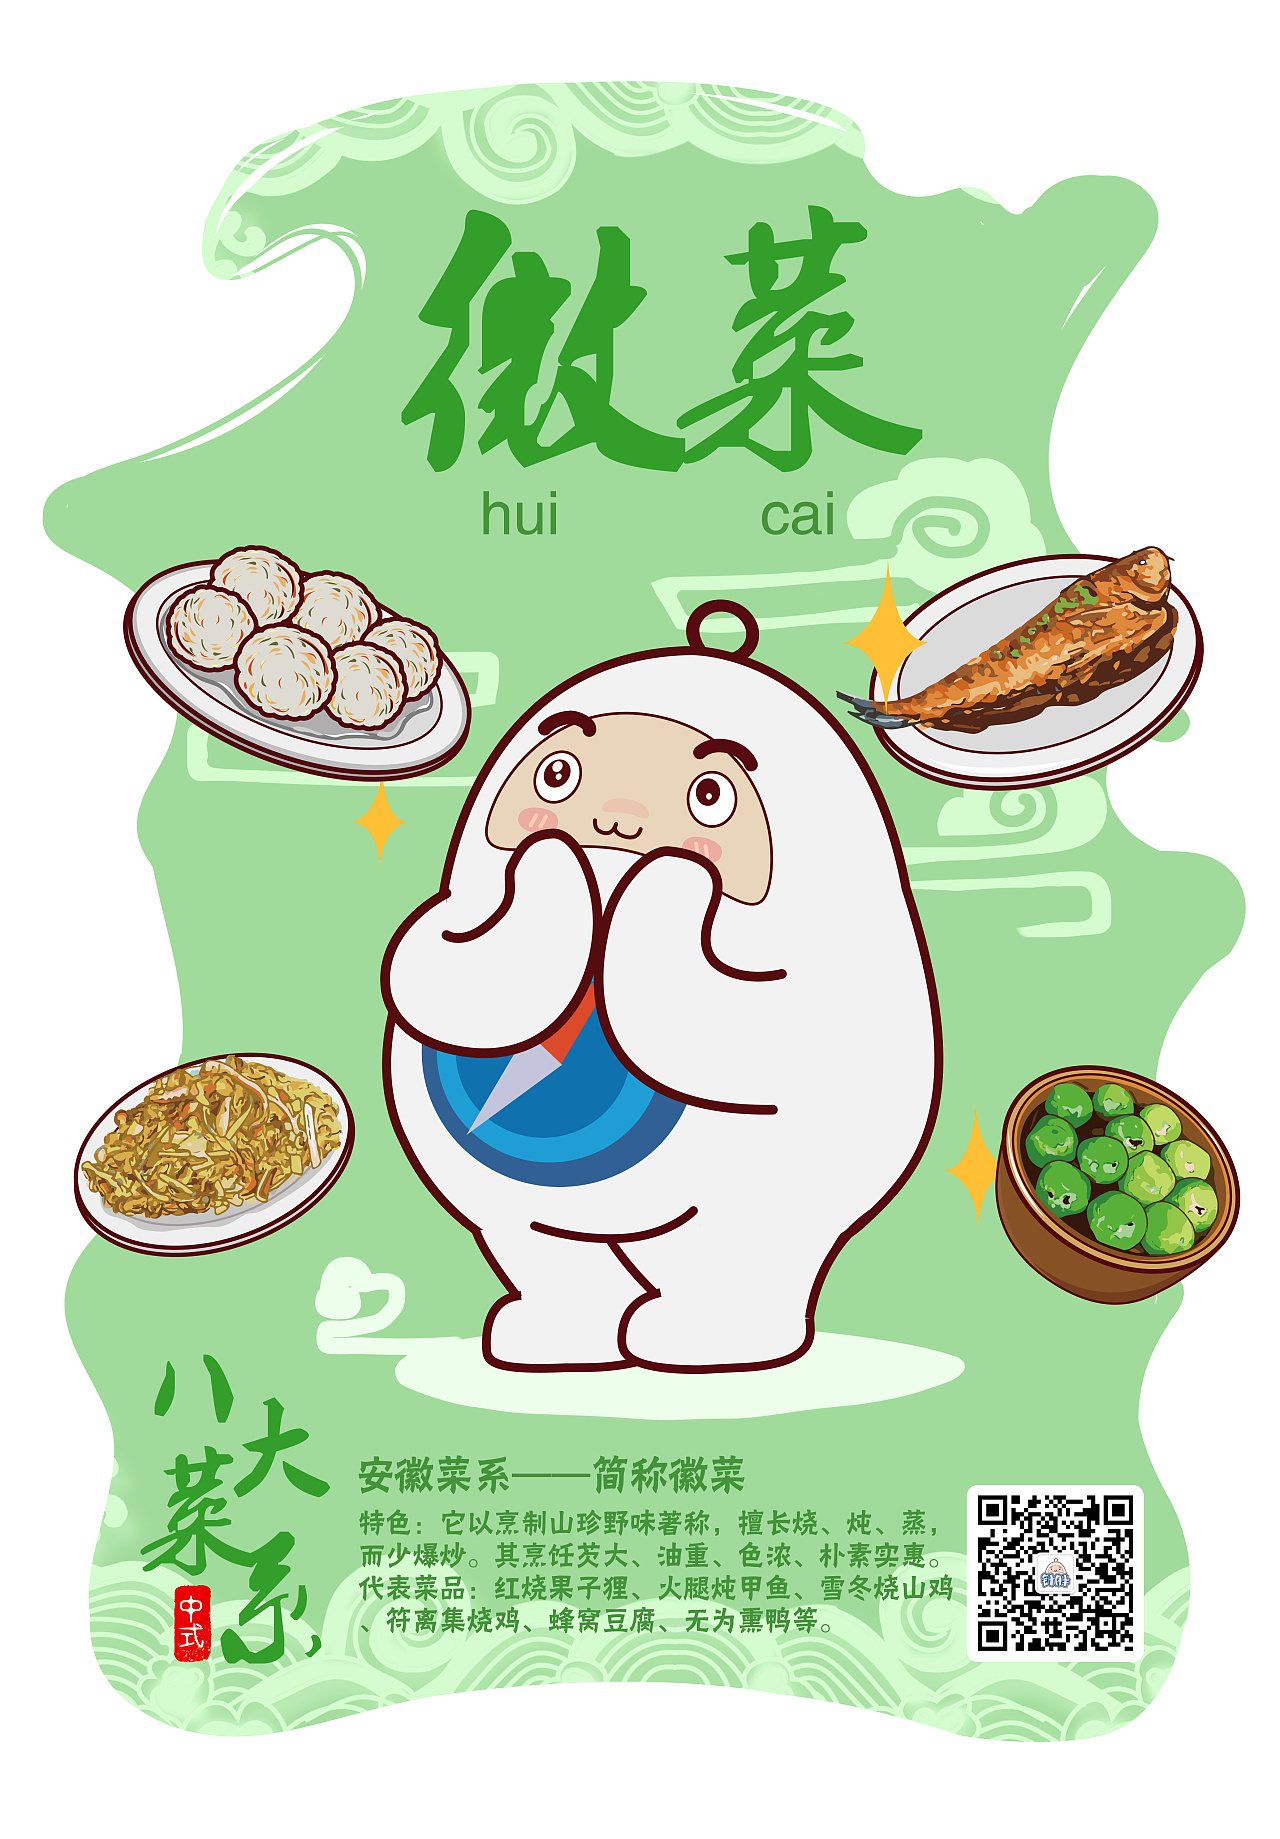 徽菜
hui cai
八大
菜系
中式
安徽菜系——简称徽菜
特色：它以烹制山珍野味著称，擅长烧、炖、蒸，
而少爆炒。其烹饪芡大、油重、色浓、朴素实惠。
代表菜品：红烧果子狸、火腿炖甲鱼、雪冬烧山鸡
、符离集烧鸡、蜂窝豆腐、无为熏鸭等。